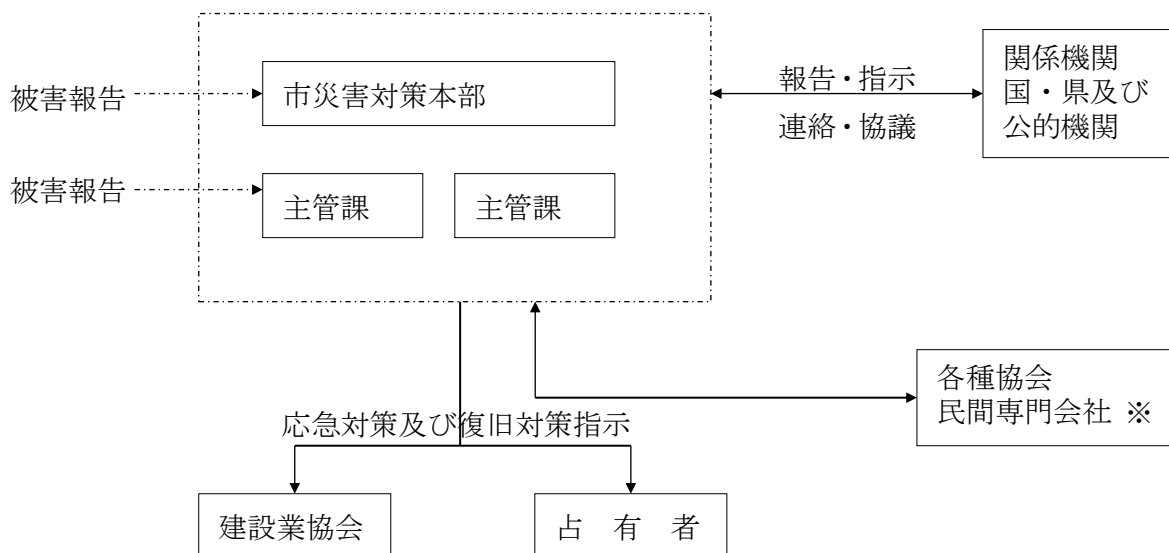 被害報告
市災害対策本部
報告・指示
連絡・協議
関係機関
国・県及び
公的機関
被害報告
主管課
主管課
各種協会
民間専門会社 ※
応急対策及び復旧対策指示
建設業協会
占 有 者